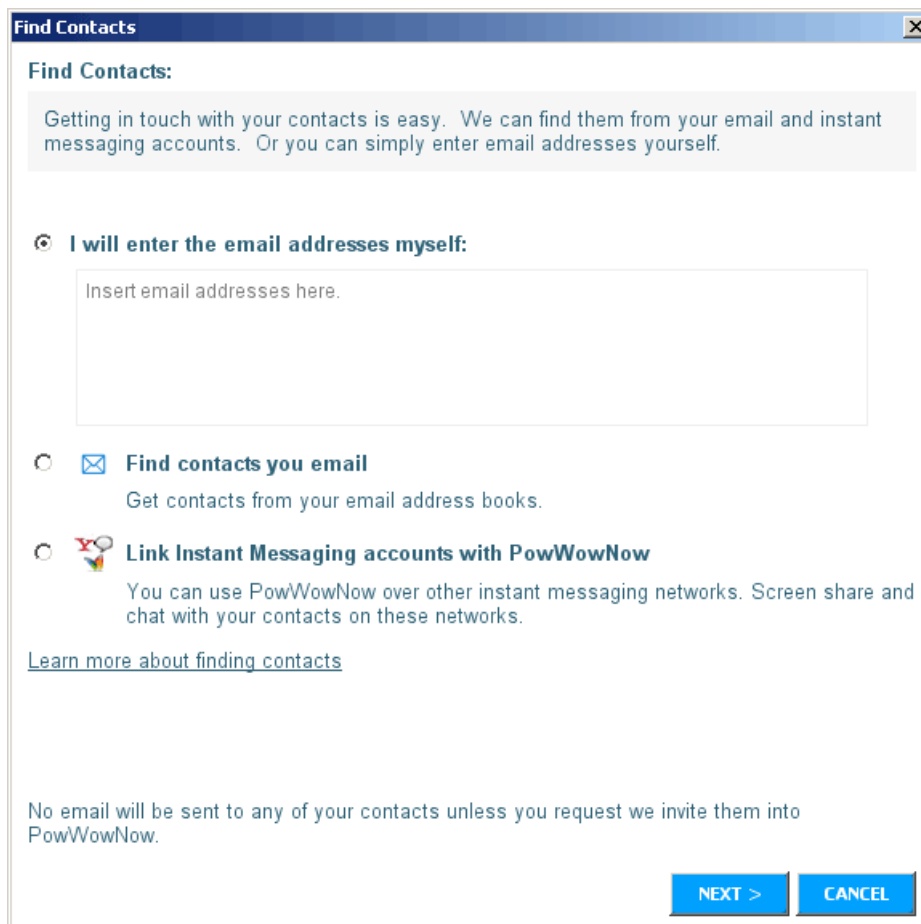 Find Contacts
Find Contacts:
Getting in touch with your contacts is easy.  We can find them from your email and instant
messaging accounts.  Or you can simply enter email addresses yourself.
I will enter the email addresses myself:
Insert email addresses here.
Find contacts you email
Get contacts from your email address books.
Link Instant Messaging accounts with PowWowNow
You can use PowWowNow over other instant messaging networks. Screen share and
chat with your contacts on these networks.
Learn more about finding contacts
No email will be sent to any of your contacts unless you request we invite them into
PowWowNow.
NEXT >
CANCEL